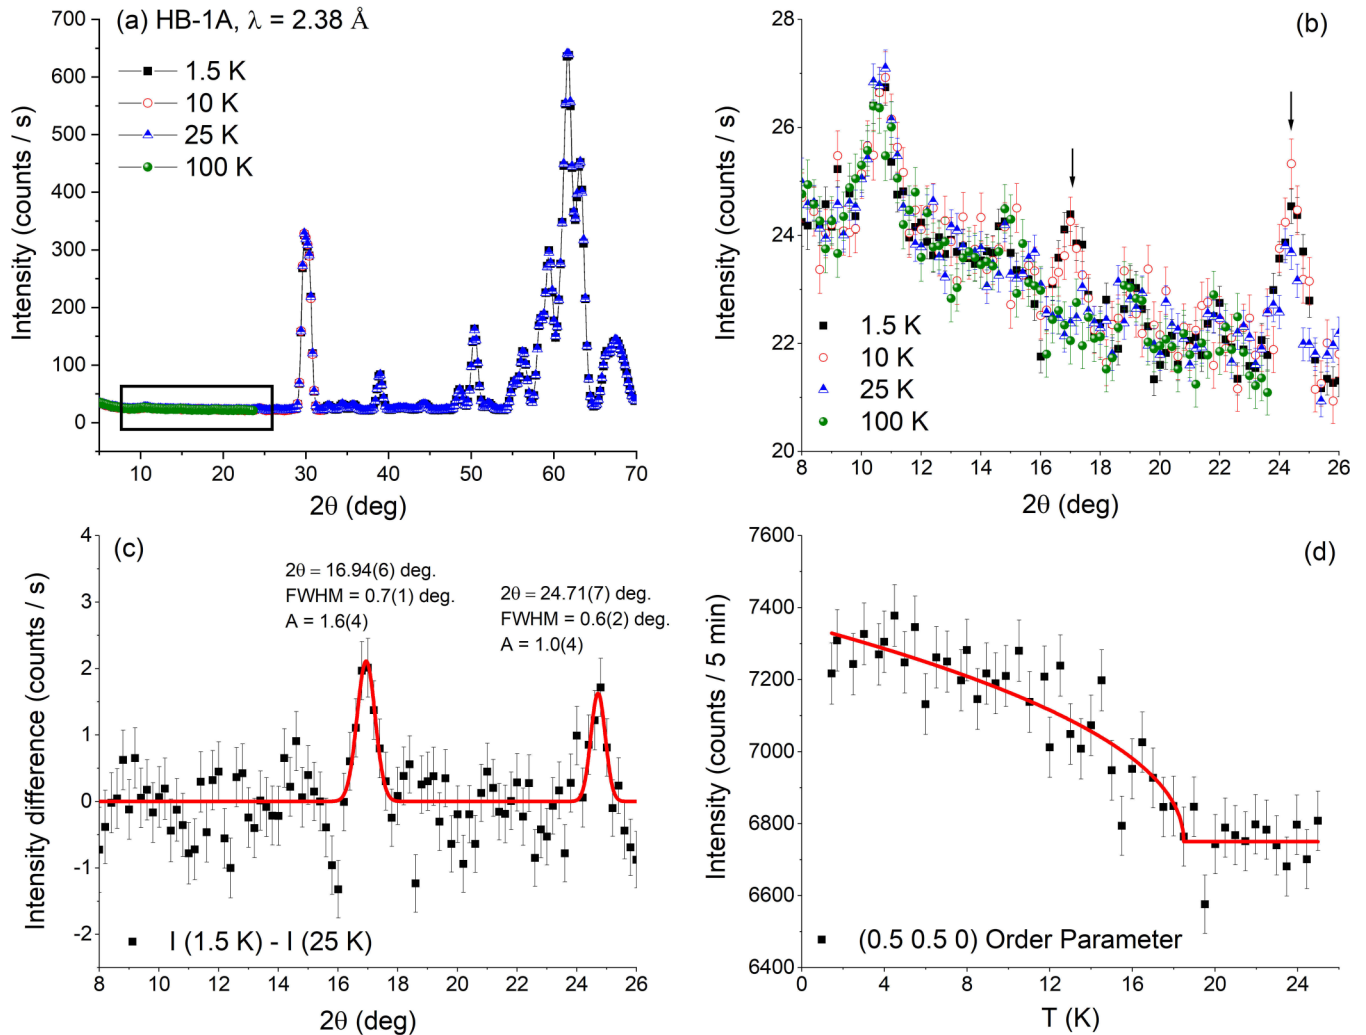 (a) HB-1A, λ = 2.38 Å
Intensity (counts / s)
700
600
500
400
300
200
100
0
1.5 K
10 K
25 K
100 K
10 20 30 40 50 60 70
2θ (deg)
(b)
Intensity (counts / s)
28
26
24
22
20
1.5 K
10 K
25 K
100 K
8 10 12 14 16 18 20 22 24 26
2θ (deg)
(c)
Intensity difference (counts / s)
4
3
2
1
0
-1
-2
2θ = 16.94(6) deg.
FWHM = 0.7(1) deg.
A = 1.6(4)
2θ = 24.71(7) deg.
FWHM = 0.6(2) deg.
A = 1.0(4)
I (1.5 K) - I (25 K)
8 10 12 14 16 18 20 22 24 26
2θ (deg)
(d)
Intensity (counts / 5 min)
7600
7400
7200
7000
6800
6600
6400
(0.5 0.5 0) Order Parameter
0 4 8 12 16 20 24
T (K)